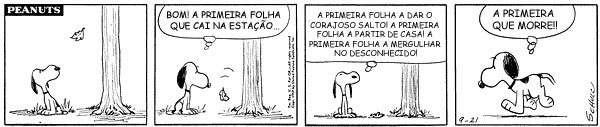 PEANUTS
BOM! A PRIMEIRA FOLHA
QUE CAI NA ESTAÇÃO...
A PRIMEIRA FOLHA A DAR O
CORAJOSO SALTO! A PRIMEIRA
FOLHA A PARTIR DE CASA! A
PRIMEIRA FOLHA A MERGULHAR
NO DESCONHECIDO!
A PRIMEIRA
QUE MORRE!!
9-21
SCHULZ